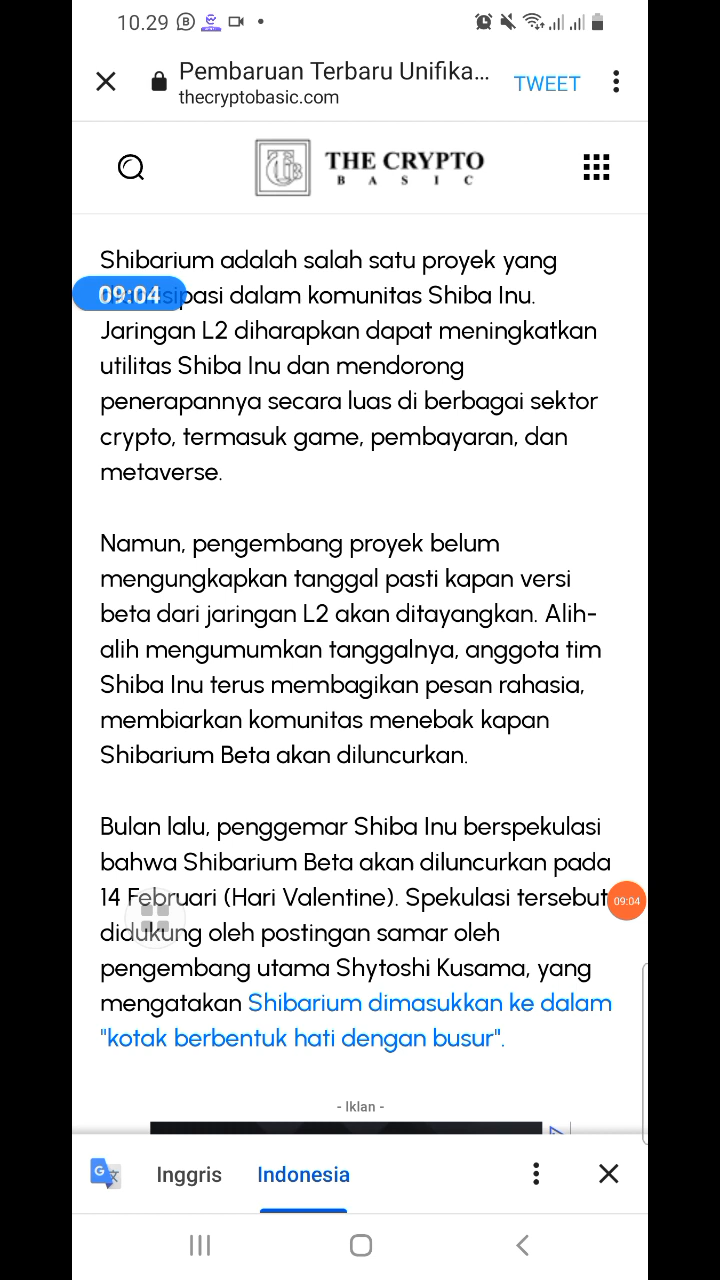 10.29
Pembaruan Terbaru Unifika...
thecryptobasic.com
TWEET
THE CRYPTO
BASIC
Shibarium adalah salah satu proyek yang
09:04 sipasi dalam komunitas Shiba Inu.
Jaringan L2 diharapkan dapat meningkatkan
utilitas Shiba Inu dan mendorong
penerapannya secara luas di berbagai sektor
crypto, termasuk game, pembayaran, dan
metaverse.
Namun, pengembang proyek belum
mengungkapkan tanggal pasti kapan versi
beta dari jaringan L2 akan ditayangkan. Alih-
alih mengumumkan tanggalnya, anggota tim
Shiba Inu terus membagikan pesan rahasia,
membiarkan komunitas menebak kapan
Shibarium Beta akan diluncurkan.
Bulan lalu, penggemar Shiba Inu berspekulasi
bahwa Shibarium Beta akan diluncurkan pada
14 Februari (Hari Valentine). Spekulasi tersebut
09:04
didukung oleh postingan samar oleh
pengembang utama Shytoshi Kusama, yang
mengatakan Shibarium dimasukkan ke dalam
"kotak berbentuk hati dengan busur".
- Iklan -
Inggris
Indonesia